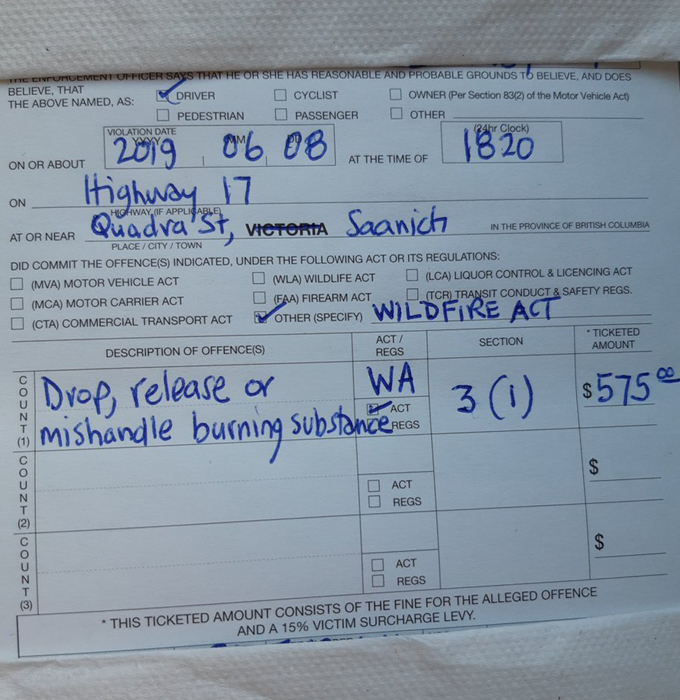 THE ENFORCEMENT OFFICER SAYS THAT HE OR SHE HAS REASONABLE AND PROBABLE GROUNDS TO BELIEVE, AND DOES
BELIEVE, THAT
THE ABOVE NAMED, AS:
DRIVER CYCLIST OWNER (Per Section 83(2) of the Motor Vehicle Act)
PEDESTRIAN PASSENGER OTHER
VIOLATION DATE
YYYY MM DD (24hr Clock)
ON OR ABOUT 2019 06 08 AT THE TIME OF 1820
ON Highway 17
HIGHWAY (IF APPLICABLE)
AT OR NEAR Quadra St, VICTORIA Saanich IN THE PROVINCE OF BRITISH COLUMBIA
PLACE / CITY / TOWN
DID COMMIT THE OFFENCE(S) INDICATED, UNDER THE FOLLOWING ACT OR ITS REGULATIONS:
(MVA) MOTOR VEHICLE ACT (WLA) WILDLIFE ACT (LCA) LIQUOR CONTROL & LICENCING ACT
(MCA) MOTOR CARRIER ACT (FAA) FIREARM ACT (TCR) TRANSIT CONDUCT & SAFETY REGS.
(CTA) COMMERCIAL TRANSPORT ACT OTHER (SPECIFY) WILDFIRE ACT
DESCRIPTION OF OFFENCE(S) ACT / REGS SECTION * TICKETED AMOUNT
COUNT (1) Drop, release or WA 3 (1) $575.00
mishandle burning substance ACT
REGS
COUNT (2) $
ACT
REGS
COUNT (3) $
ACT
REGS
* THIS TICKETED AMOUNT CONSISTS OF THE FINE FOR THE ALLEGED OFFENCE
AND A 15% VICTIM SURCHARGE LEVY.